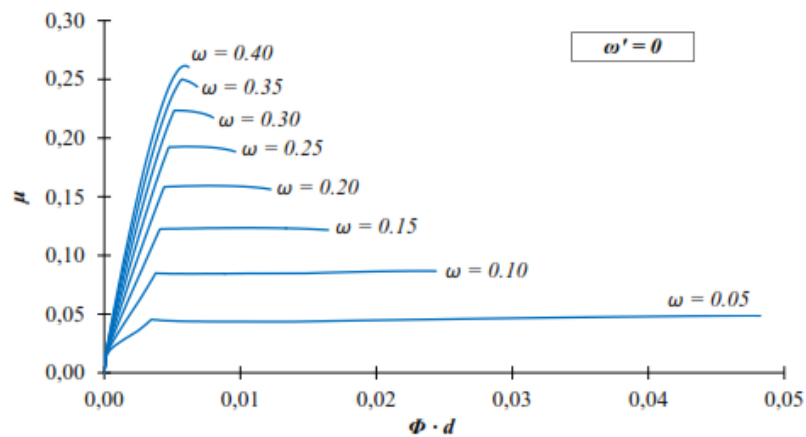 0,30
0,25
0,20
0,15
0,10
0,05
0,00
μ
ω = 0.40
ω = 0.35
ω = 0.30
ω = 0.25
ω = 0.20
ω = 0.15
ω = 0.10
ω = 0.05
ω' = 0
0,00 0,01 0,02 0,03 0,04 0,05
Φ · d